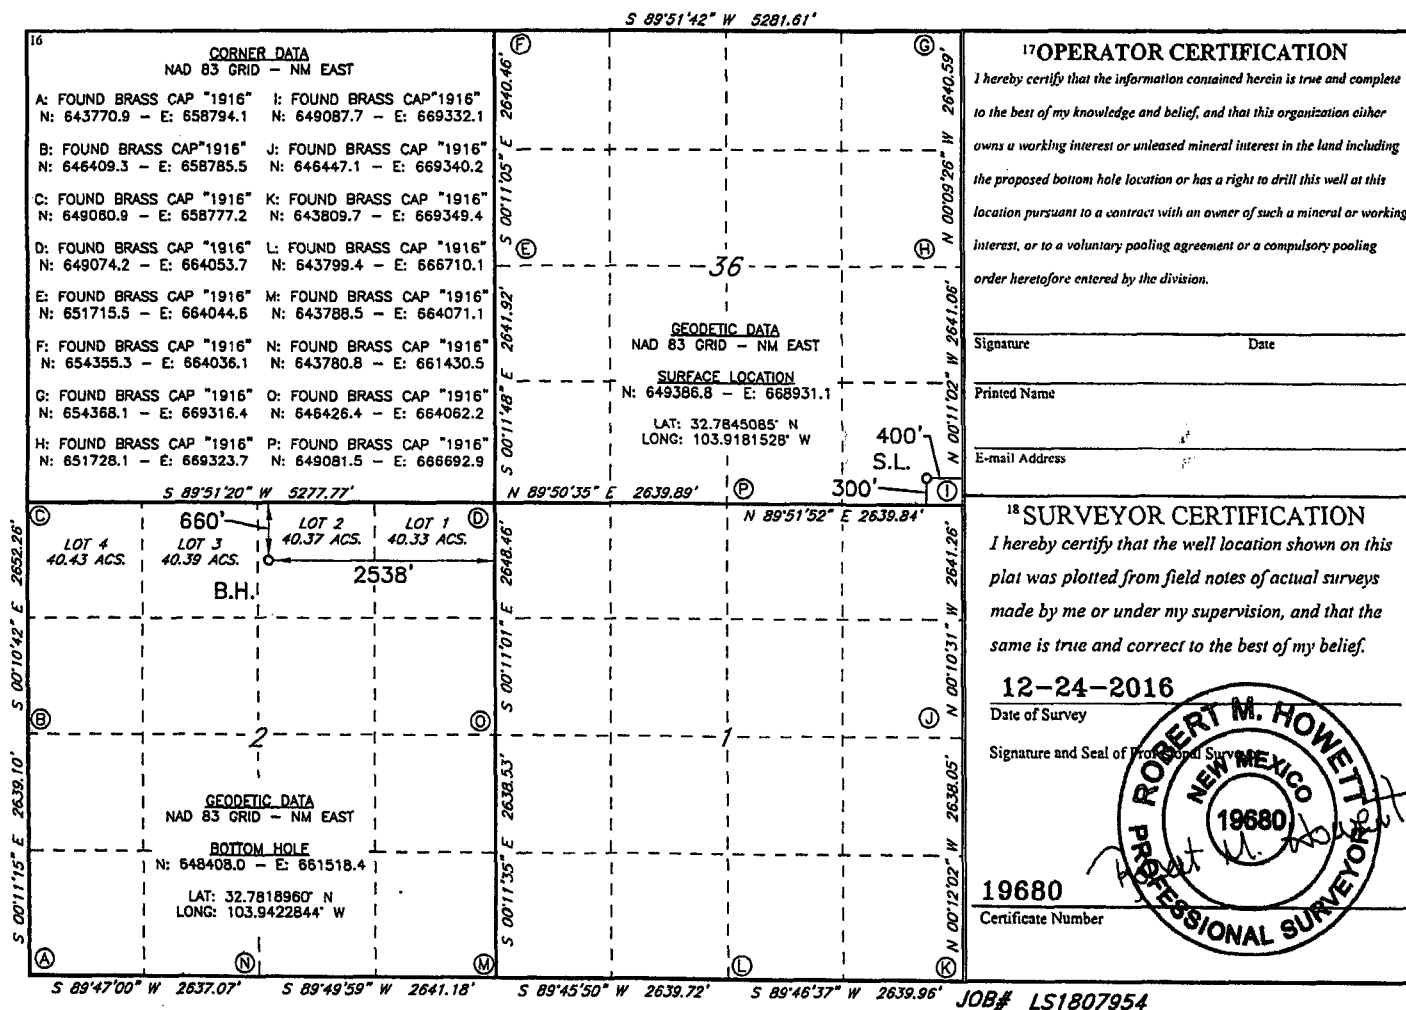 S 89°51'42" W 5281.61'
16
CORNER DATA
NAD 83 GRID – NM EAST
A: FOUND BRASS CAP "1916"
N: 643770.9 – E: 658794.1
B: FOUND BRASS CAP"1916"
N: 646409.3 – E: 658785.5
C: FOUND BRASS CAP "1916"
N: 649060.9 – E: 658777.2
D: FOUND BRASS CAP "1916"
N: 649074.2 – E: 664053.7
E: FOUND BRASS CAP "1916"
N: 651715.5 – E: 664044.6
F: FOUND BRASS CAP "1916"
N: 654355.3 – E: 664036.1
G: FOUND BRASS CAP "1916"
N: 654368.1 – E: 669316.4
H: FOUND BRASS CAP "1916"
N: 651728.1 – E: 669323.7
I: FOUND BRASS CAP"1916"
N: 649087.7 – E: 669332.1
J: FOUND BRASS CAP "1916"
N: 646447.1 – E: 669340.2
K: FOUND BRASS CAP "1916"
N: 643809.7 – E: 669349.4
L: FOUND BRASS CAP "1916"
N: 643799.4 – E: 666710.1
M: FOUND BRASS CAP "1916"
N: 643788.5 – E: 664071.1
N: FOUND BRASS CAP "1916"
N: 643780.8 – E: 661430.5
O: FOUND BRASS CAP "1916"
N: 646426.4 – E: 664062.2
P: FOUND BRASS CAP "1916"
N: 649081.5 – E: 666692.9
S 89°51'20" W 5277.77'
F
G
S 00°11'05" E 2640.46'
N 00°09'26" W 2640.59'
E
H
36
S 00°11'48" E 2641.92'
N 00°11'02" W 2641.06'
GEODETIC DATA
NAD 83 GRID – NM EAST
SURFACE LOCATION
N: 649386.8 – E: 668931.1
LAT: 32.7845085° N
LONG: 103.9181528° W
400'
S.L.
300'
N 89°50'35" E 2639.89'
P
I
N 89°51'52" E 2639.84'
C
D
660'
LOT 4
40.43 ACS.
LOT 3
40.39 ACS.
LOT 2
40.37 ACS.
LOT 1
40.33 ACS.
2538'
B.H.
S 00°10'42" E 2652.26'
S 00°11'01" E 2648.46'
N 00°10'31" W 2641.26'
B
O
J
2
1
S 00°11'15" E 2639.10'
S 00°11'35" E 2638.53'
N 00°12'02" W 2638.05'
GEODETIC DATA
NAD 83 GRID – NM EAST
BOTTOM HOLE
N: 648408.0 – E: 661518.4
LAT: 32.7818960° N
LONG: 103.9422844° W
A
N
M
L
K
S 89°47'00" W 2637.07'
S 89°49'59" W 2641.18'
S 89°45'50" W 2639.72'
S 89°46'37" W 2639.96'
JOB# LS1807954
17 OPERATOR CERTIFICATION
I hereby certify that the information contained herein is true and complete
to the best of my knowledge and belief, and that this organization either
owns a working interest or unleased mineral interest in the land including
the proposed bottom hole location or has a right to drill this well at this
location pursuant to a contract with an owner of such a mineral or working
interest, or to a voluntary pooling agreement or a compulsory pooling
order heretofore entered by the division.
Signature
Date
Printed Name
E-mail Address
18 SURVEYOR CERTIFICATION
I hereby certify that the well location shown on this
plat was plotted from field notes of actual surveys
made by me or under my supervision, and that the
same is true and correct to the best of my belief.
12-24-2016
Date of Survey
Signature and Seal of Professional Surveyor
ROBERT M. HOWETT
NEW MEXICO
19680
PROFESSIONAL SURVEYOR
Robert M. Howett
19680
Certificate Number